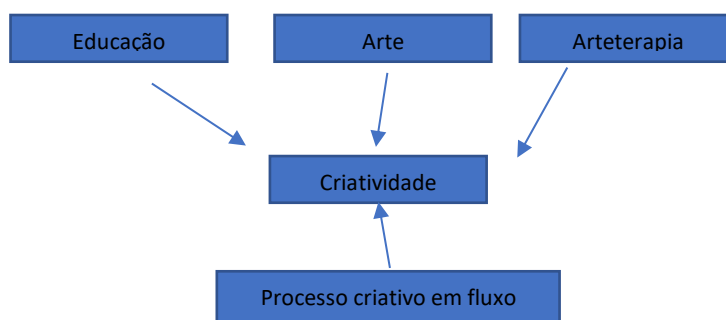 Educação
Arte
Arteterapia
Criatividade
Processo criativo em fluxo